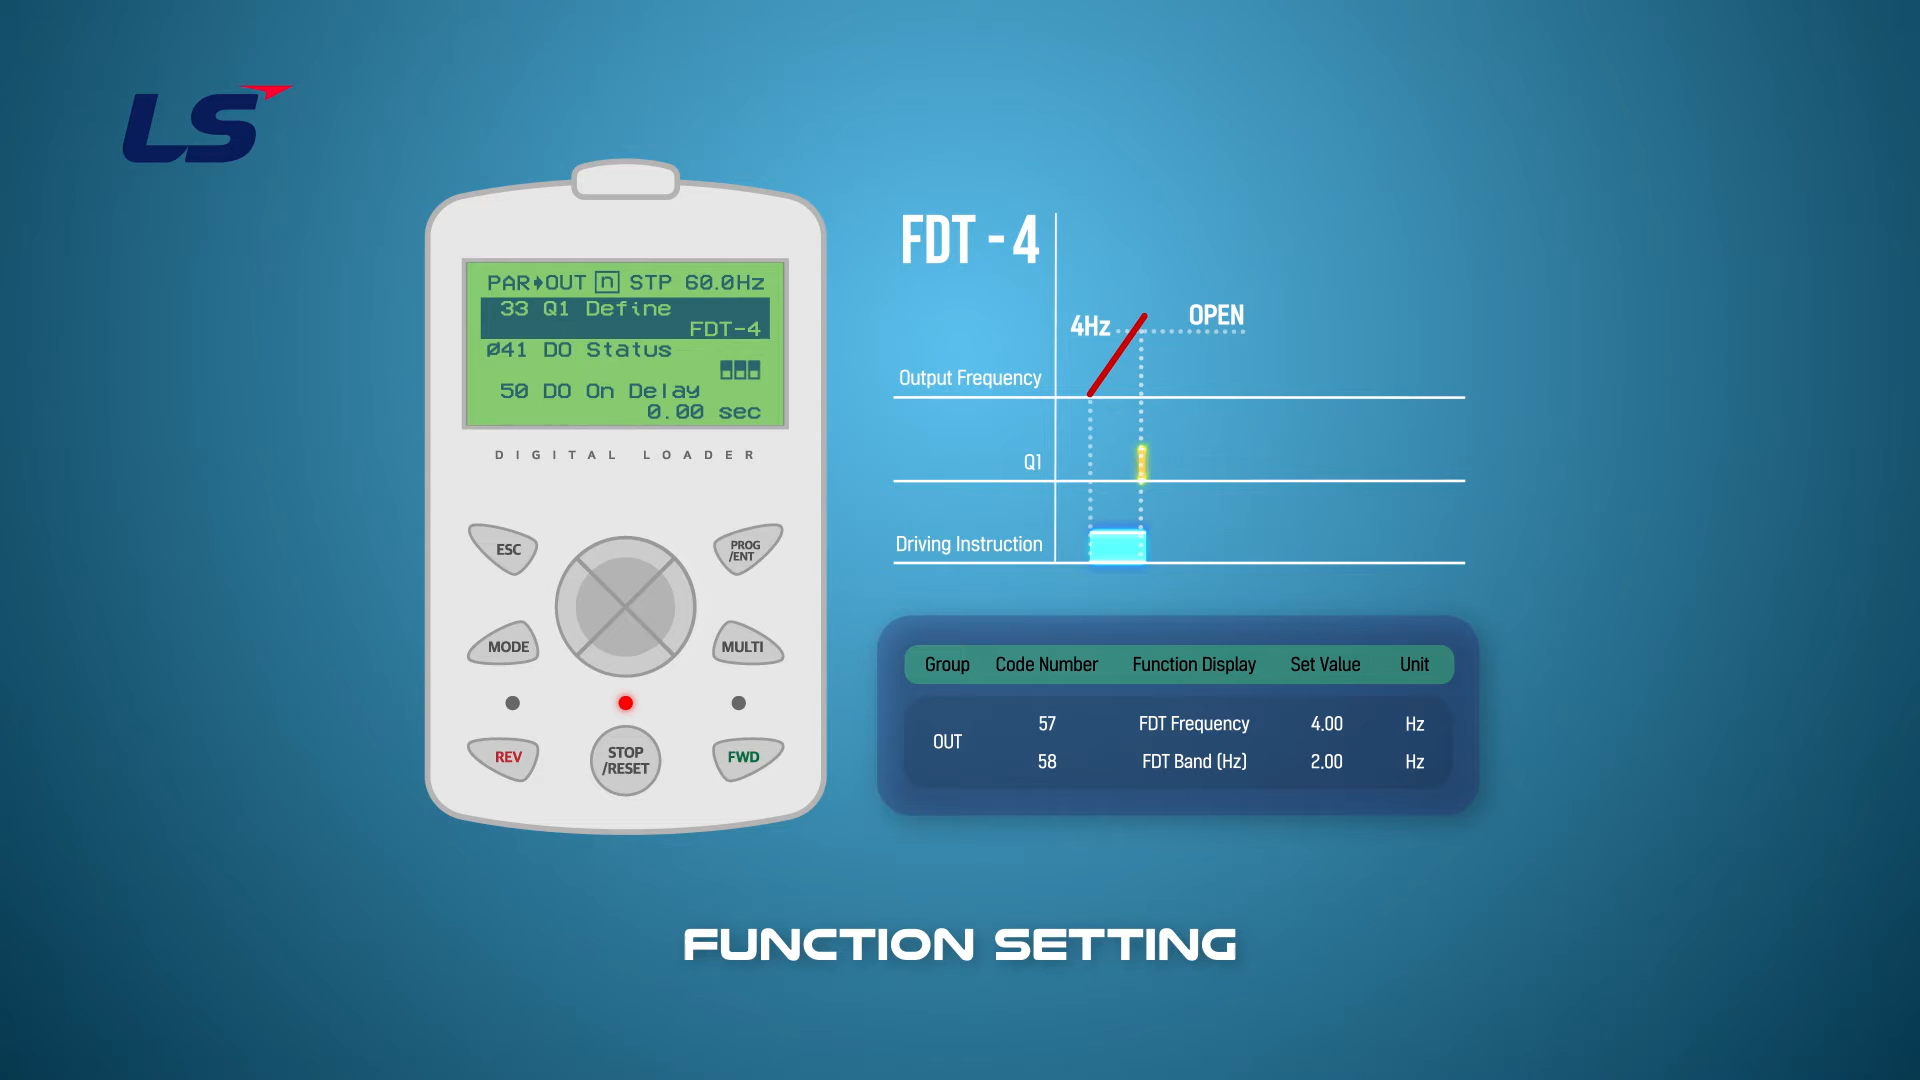 LS
PAR➧OUT n STP 60.0Hz
33 Q1 Define
FDT-4
Ø41 DO Status
50 DO On Delay
0.00 sec
DIGITAL LOADER
ESC
PROG
/ENT
MODE
MULTI
REV
STOP
/RESET
FWD
FDT - 4
4Hz
OPEN
Output Frequency
Q1
Driving Instruction
Group Code Number Function Display Set Value Unit
OUT
57 FDT Frequency 4.00 Hz
58 FDT Band (Hz) 2.00 Hz
FUNCTION SETTING